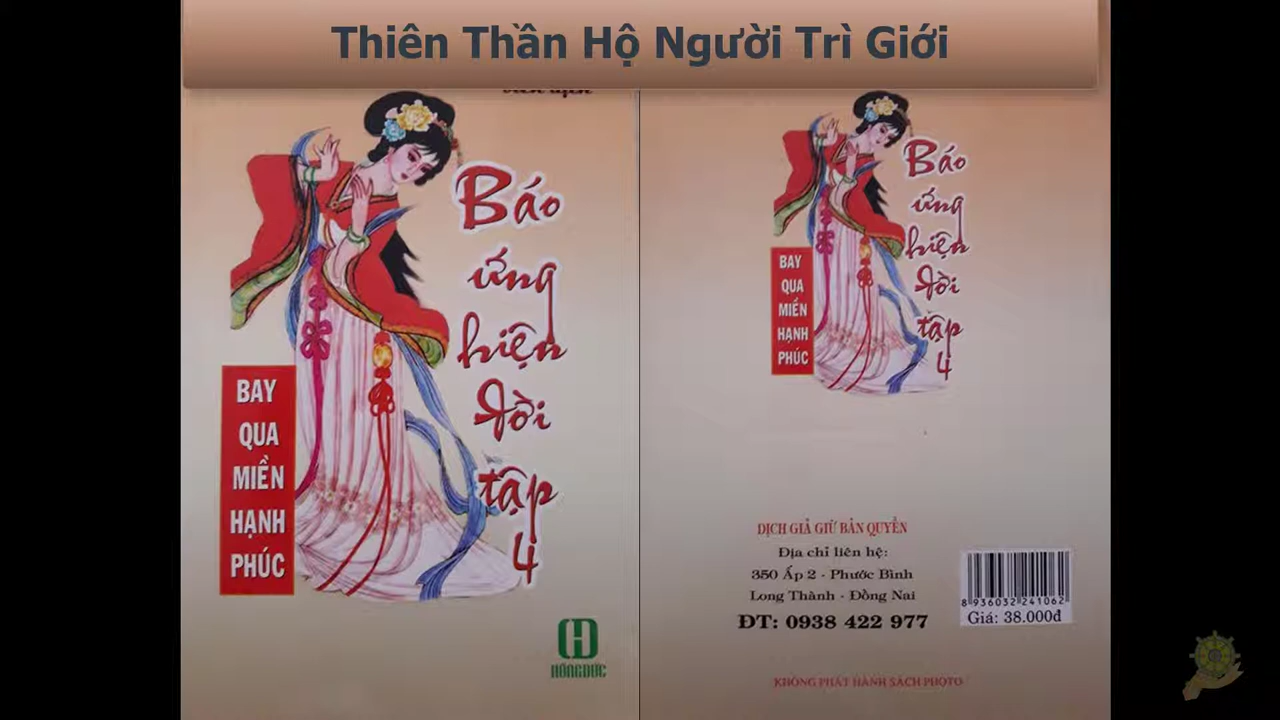 Thiên Thần Hộ Người Trì Giới
Báo
ứng
hiện
đời
tập
4
BAY
QUA
MIỀN
HẠNH
PHÚC
HỒNG ĐỨC
Báo
ứng
hiện
đời
tập
4
BAY
QUA
MIỀN
HẠNH
PHÚC
DỊCH GIẢ GIỮ BẢN QUYỀN
Địa chỉ liên hệ:
350 Ấp 2 - Phước Bình
Long Thành - Đồng Nai
ĐT: 0938 422 977
8 936032 241062
Giá: 38.000đ
KHÔNG PHÁT HÀNH SÁCH PHOTO